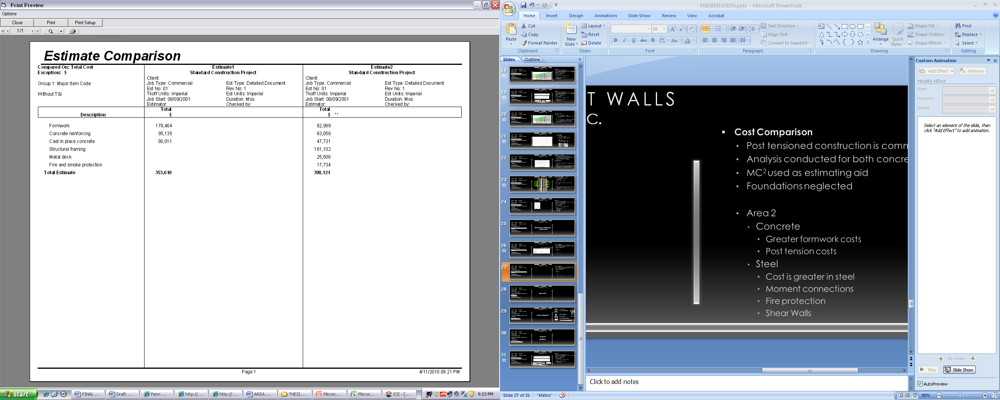 Print Preview
Options
Close Print Print Setup
1/1
Estimate Comparison
Compared On: Total Cost
Exception: $
Group 1: Major Item Code
Without T&I
Estimate1
Standard Construction Project
Client:
Job Type: Commercial Est Type: Detailed Document
Est No: 01 Rev No: 1
Tkoff Units: Imperial Est Units: Imperial
Job Start: 08/09/2001 Duration: Mos
Estimator: Checked by:
Estimate2
Standard Construction Project
Client:
Job Type: Commercial Est Type: Detailed Document
Est No: 01 Rev No: 1
Tkoff Units: Imperial Est Units: Imperial
Job Start: 08/09/2001 Duration: Mos
Estimator: Checked by:
Total Total
Description $ $ **
Formwork 178,464 82,989
Concrete reinforcing 95,135 63,058
Cast in place concrete 80,011 47,731
Structural framing 161,102
Metal deck 25,506
Fire and smoke protection 17,734
Total Estimate 353,610 398,121
Page 1 4/11/2010 09:21 PM
start FINAL ... Draft ... Penn ... http://... http://... AREA ... THESI... Micros... Micros... ICE - [... 9:23 PM
PRESENTATION.pptx - Microsoft PowerPoint
Home Insert Design Animations Slide Show Review View Acrobat
Paste Cut Copy Format Painter
New Slide Layout Reset Delete
18
B I U abc S AV Aa A
Text Direction
Align Text
Convert to SmartArt
Arrange Quick Styles
Shape Fill
Shape Outline
Shape Effects
Find
Replace
Select
Clipboard Slides Font Paragraph Drawing Editing
Slides Outline
18
19
20
21
22
23
24
25
26
27
28
29
30
31
T WALLS
C.
Cost Comparison
Post tensioned construction is comm
Analysis conducted for both concre
MC² used as estimating aid
Foundations neglected
Area 2
Concrete
Greater formwork costs
Post tension costs
Steel
Cost is greater in steel
Moment connections
Fire protection
Shear Walls
Click to add notes
Custom Animation
Add Effect Remove
Modify effect
Start:
Property:
Speed:
Select an element of the slide, then
click "Add Effect" to add animation.
Re-Order
Play Slide Show
AutoPreview
Slide 27 of 31 "Metro" 90%